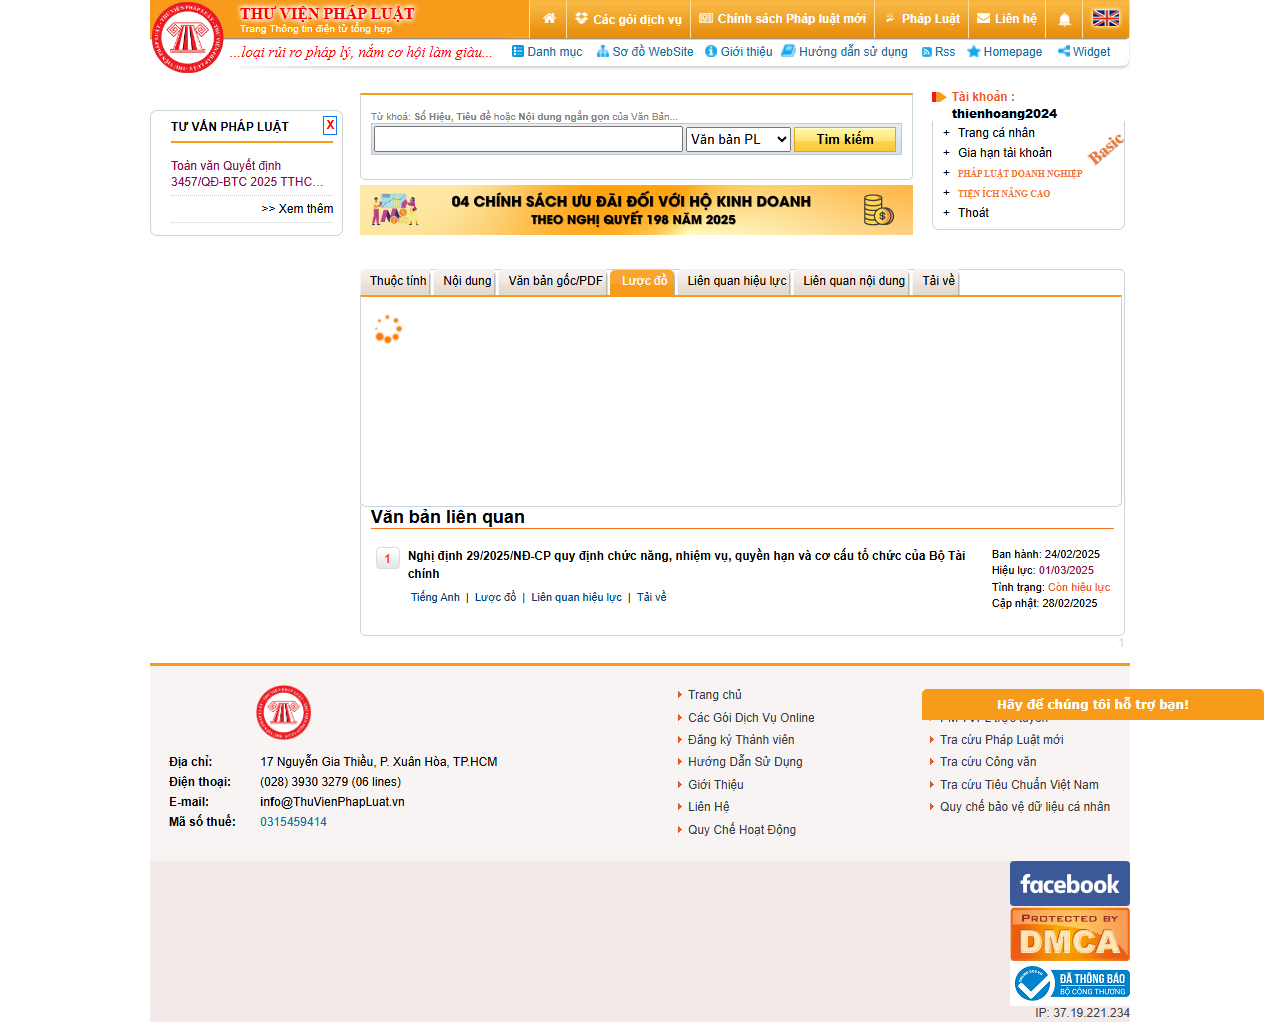 THƯ VIỆN PHÁP LUẬT
Trang Thông tin điện tử tổng hợp
Các gói dịch vụ
Chính sách Pháp luật mới
Pháp Luật
Liên hệ
...loại rủi ro pháp lý, nắm cơ hội làm giàu...
Danh mục
Sơ đồ WebSite
Giới thiệu
Hướng dẫn sử dụng
Rss
Homepage
Widget
TƯ VẤN PHÁP LUẬT
X
Toàn văn Quyết định
3457/QĐ-BTC 2025 TTHC...
>> Xem thêm
Từ khoá: Số Hiệu, Tiêu đề hoặc Nội dung ngắn gọn của Văn Bản...
Văn bản PL
Tìm kiếm
04 CHÍNH SÁCH ƯU ĐÃI ĐỐI VỚI HỘ KINH DOANH
THEO NGHỊ QUYẾT 198 NĂM 2025
Tài khoản :
thienhoang2024
+ Trang cá nhân
+ Gia hạn tài khoản
+ PHÁP LUẬT DOANH NGHIỆP
+ TIỆN ÍCH NÂNG CAO
+ Thoát
Basic
Thuộc tính
Nội dung
Văn bản gốc/PDF
Lược đồ
Liên quan hiệu lực
Liên quan nội dung
Tải về
Văn bản liên quan
1
Nghị định 29/2025/NĐ-CP quy định chức năng, nhiệm vụ, quyền hạn và cơ cấu tổ chức của Bộ Tài
chính
Tiếng Anh | Lược đồ | Liên quan hiệu lực | Tải về
Ban hành: 24/02/2025
Hiệu lực: 01/03/2025
Tình trạng: Còn hiệu lực
Cập nhật: 28/02/2025
1
Địa chỉ: 17 Nguyễn Gia Thiều, P. Xuân Hòa, TP.HCM
Điện thoại: (028) 3930 3279 (06 lines)
E-mail: info@ThuVienPhapLuat.vn
Mã số thuế: 0315459414
Trang chủ
Các Gói Dịch Vụ Online
Đăng ký Thành viên
Hướng Dẫn Sử Dụng
Giới Thiệu
Liên Hệ
Quy Chế Hoạt Động
Hãy để chúng tôi hỗ trợ bạn!
Tra cứu Pháp Luật mới
Tra cứu Công văn
Tra cứu Tiêu Chuẩn Việt Nam
Quy chế bảo vệ dữ liệu cá nhân
facebook
PROTECTED BY
DMCA
ĐÃ THÔNG BÁO
BỘ CÔNG THƯƠNG
IP: 37.19.221.234